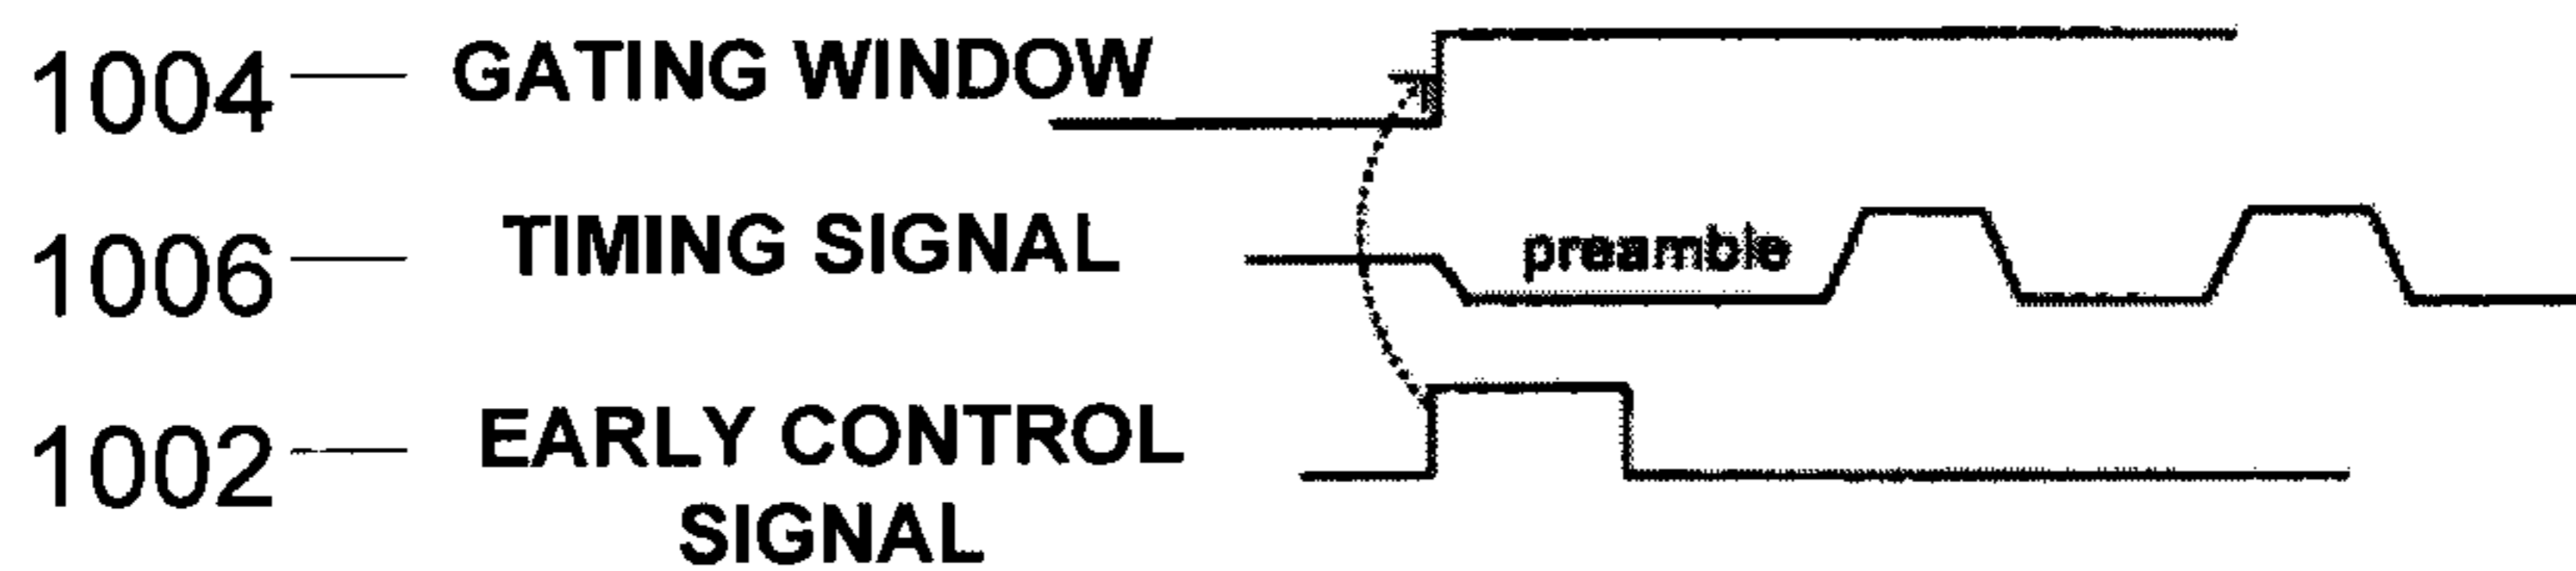 1004 GATING WINDOW
1006 TIMING SIGNAL preamble
1002 EARLY CONTROL
SIGNAL